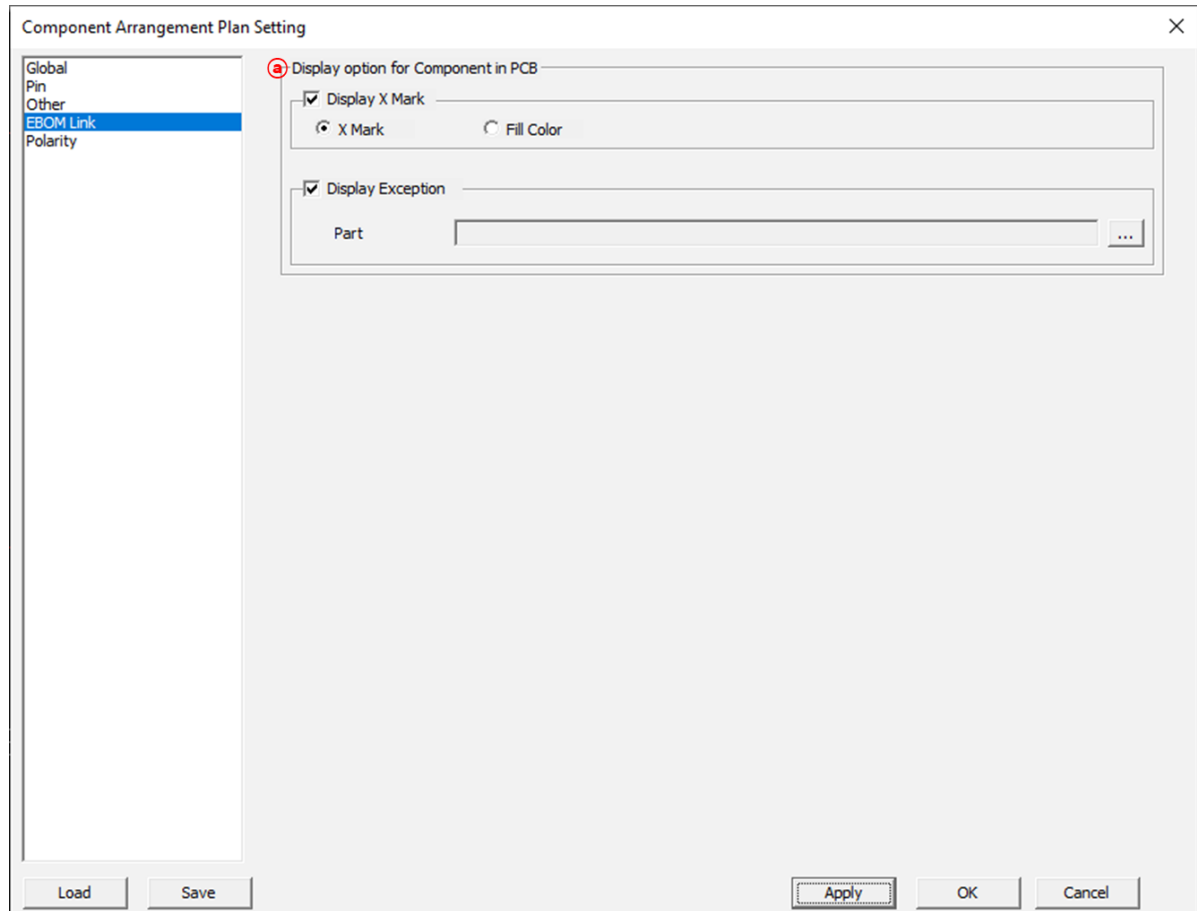 Component Arrangement Plan Setting
Global
Pin
Other
EBOM Link
Polarity
a Display option for Component in PCB
Display X Mark
X Mark Fill Color
Display Exception
Part ...
Load Save Apply OK Cancel